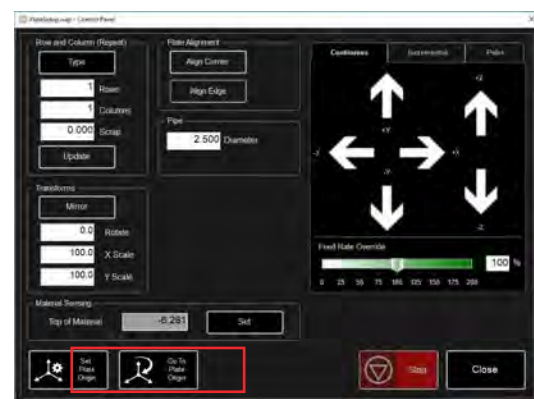 Control Panel
Row and Column (Repeat)
Type
1 Rows
1 Columns
0.000 Scrap
Update
Transforms
Mirror
0.0 Rotate
100.0 X Scale
100.0 Y Scale
Plate Alignment
Align Corner
Align Edge
Pipe
2.500 Diameter
Continuous
Incremental
+Y
-X
+X
-Y
+Z
-Z
Feed Rate Override
100 %
0 25 50 75 100 125 150 175 200
Material Sensing
Top of Material -6.281 Set
Set
Plate
Origin
Go To
Plate
Origin
Stop
Close